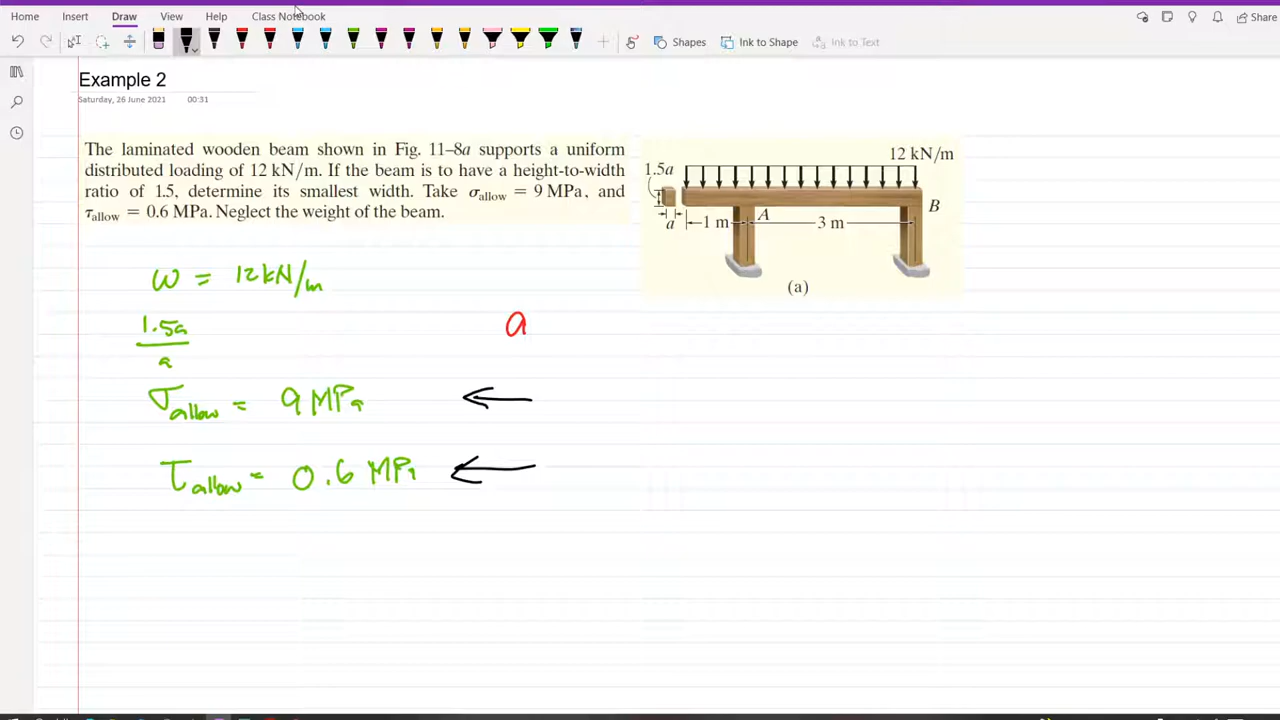 Home Insert Draw View Help Class Notebook Share
Shapes Ink to Shape Ink to Text
Example 2
Saturday, 26 June 2021 00:31
The laminated wooden beam shown in Fig. 11–8a supports a uniform
distributed loading of 12 kN/m. If the beam is to have a height-to-width
ratio of 1.5, determine its smallest width. Take σallow = 9 MPa, and
τallow = 0.6 MPa. Neglect the weight of the beam.
12 kN/m
1.5a
a
1 m
A
3 m
B
(a)
ω = 12 kN/m
1.5a
a
a
σallow = 9 MPa
τallow = 0.6 MPa